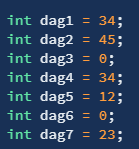 int dag1 = 34;
int dag2 = 45;
int dag3 = 0;
int dag4 = 34;
int dag5 = 12;
int dag6 = 0;
int dag7 = 23;